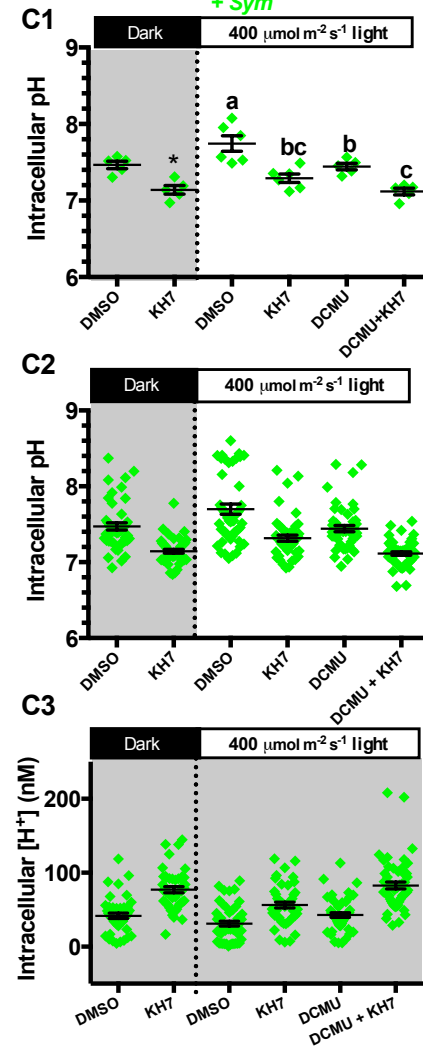 + Sym
C1
Dark 400 µmol m⁻² s⁻¹ light
Intracellular pH
9
8
7
6
* a bc b c
DMSO KH7 DMSO KH7 DCMU DCMU+KH7
C2
Dark 400 µmol m⁻² s⁻¹ light
Intracellular pH
9
8
7
6
DMSO KH7 DMSO KH7 DCMU DCMU + KH7
C3
Dark 400 µmol m⁻² s⁻¹ light
Intracellular [H⁺] (nM)
200
100
0
DMSO KH7 DMSO KH7 DCMU DCMU + KH7